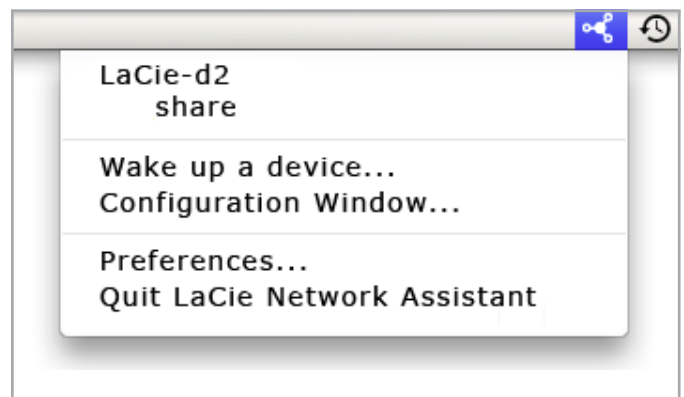 LaCie-d2
share
Wake up a device...
Configuration Window...
Preferences...
Quit LaCie Network Assistant